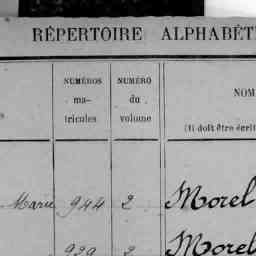 RÉPERTOIRE ALPHABÉT
NUMÉROS
ma-
tricules
NUMÉRO
du
volume
NOM
(Il doit être écrit
s
Marie 944 2 Morel
939 2 Morel